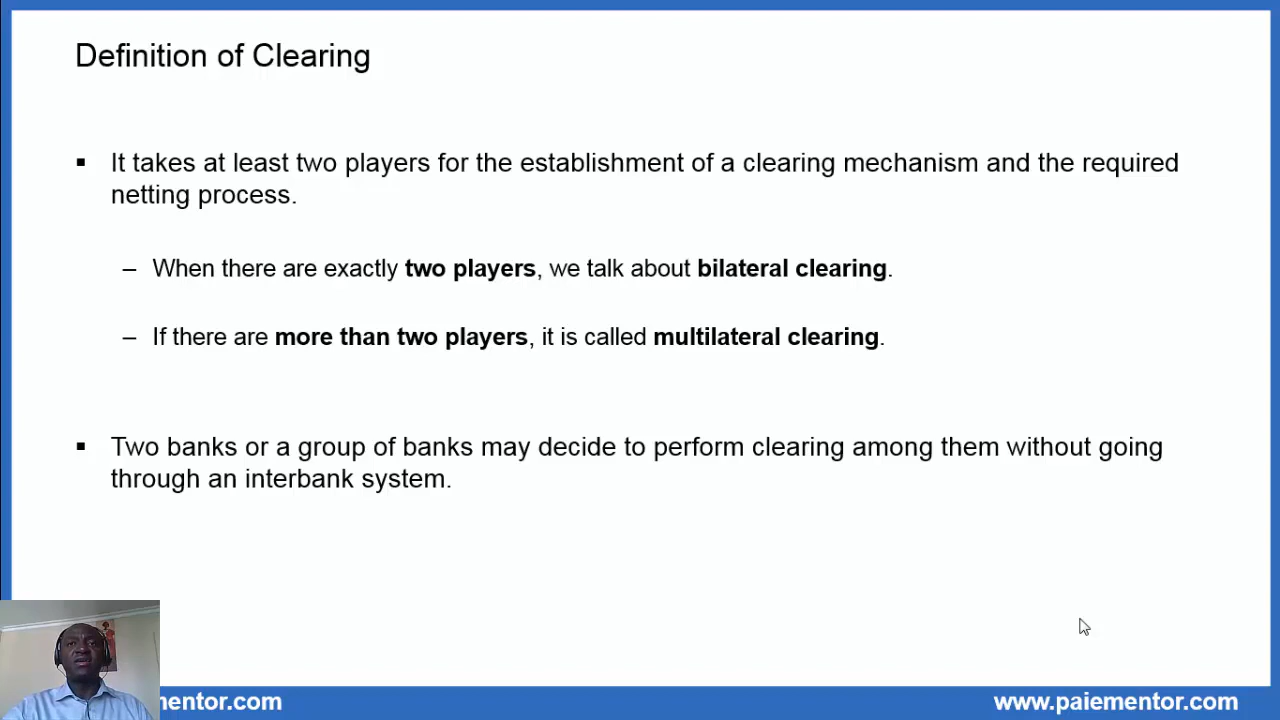 Definition of Clearing
▪ It takes at least two players for the establishment of a clearing mechanism and the required
netting process.
– When there are exactly two players, we talk about bilateral clearing.
– If there are more than two players, it is called multilateral clearing.
▪ Two banks or a group of banks may decide to perform clearing among them without going
through an interbank system.
mentor.com
www.paiementor.com